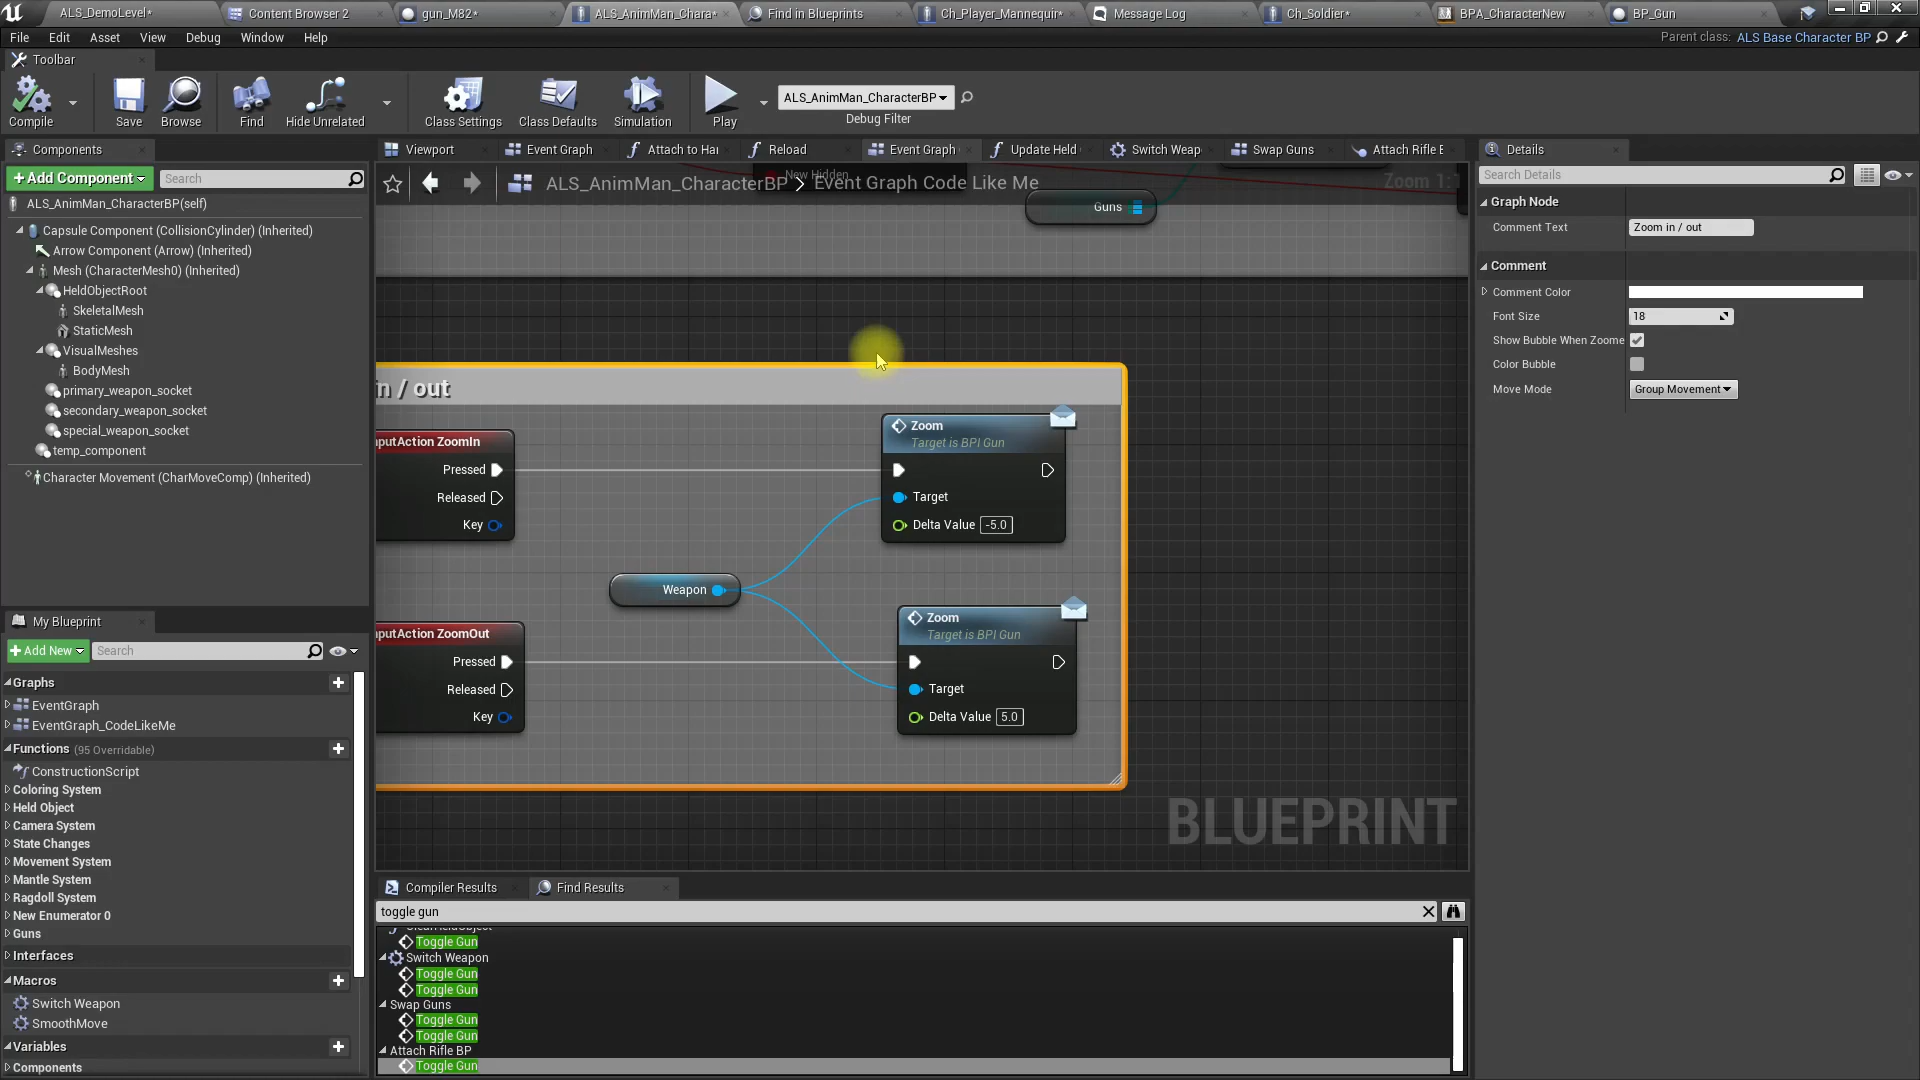 ALS_DemoLevel*
Content Browser 2
gun_M82*
ALS_AnimMan_Chara*
Find in Blueprints
Ch_Player_Mannequir*
Message Log
Ch_Soldier*
BPA_CharacterNew
BP_Gun
File Edit Asset View Debug Window Help
Parent class: ALS Base Character BP
Toolbar
Compile
Save
Browse
Find
Hide Unrelated
Class Settings
Class Defaults
Simulation
Play
ALS_AnimMan_CharacterBP
Debug Filter
Components
+Add Component
Search
ALS_AnimMan_CharacterBP(self)
Capsule Component (CollisionCylinder) (Inherited)
Arrow Component (Arrow) (Inherited)
Mesh (CharacterMesh0) (Inherited)
HeldObjectRoot
SkeletalMesh
StaticMesh
VisualMeshes
BodyMesh
primary_weapon_socket
secondary_weapon_socket
special_weapon_socket
temp_component
Character Movement (CharMoveComp) (Inherited)
My Blueprint
+Add New
Search
Graphs
EventGraph
EventGraph_CodeLikeMe
Functions (95 Overridable)
ConstructionScript
Coloring System
Held Object
Camera System
State Changes
Movement System
Mantle System
Ragdoll System
New Enumerator 0
Guns
Interfaces
Macros
Switch Weapon
SmoothMove
Variables
Components
Viewport
Event Graph
Attach to Har
Reload
Event Graph
Update Held
Switch Weap
Swap Guns
Attach Rifle E
ALS_AnimMan_CharacterBP > Event Graph Code Like Me
New Hidden
Zoom 1:1
Guns
in / out
putAction ZoomIn
Pressed
Released
Key
Zoom
Target is BPI Gun
Target
Delta Value -5.0
Weapon
putAction ZoomOut
Pressed
Released
Key
Zoom
Target is BPI Gun
Target
Delta Value 5.0
BLUEPRINT
Compiler Results
Find Results
toggle gun
Toggle Gun
Switch Weapon
Toggle Gun
Toggle Gun
Swap Guns
Toggle Gun
Toggle Gun
Attach Rifle BP
Toggle Gun
Details
Search Details
Graph Node
Comment Text
Zoom in / out
Comment
Comment Color
Font Size
18
Show Bubble When Zoome
Color Bubble
Move Mode
Group Movement